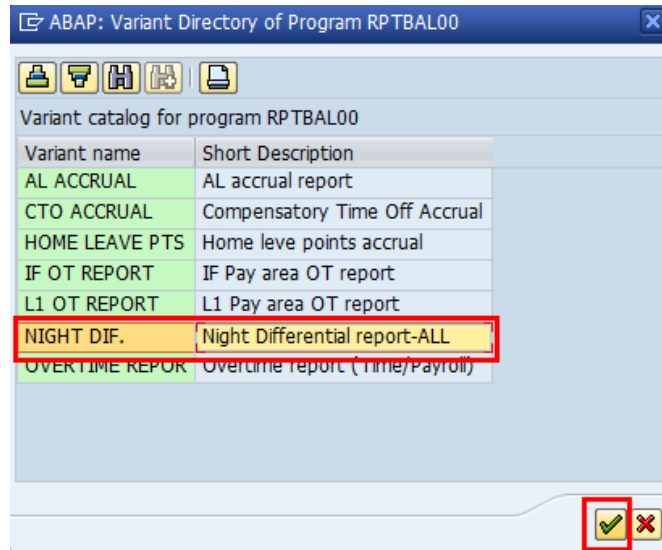 ABAP: Variant Directory of Program RPTBAL00
Variant catalog for program RPTBAL00
Variant name Short Description
AL ACCRUAL AL accrual report
CTO ACCRUAL Compensatory Time Off Accrual
HOME LEAVE PTS Home leve points accrual
IF OT REPORT IF Pay area OT report
L1 OT REPORT L1 Pay area OT report
NIGHT DIF. Night Differential report-ALL
OVERTIME REPOR Overtime report (Time/Payroll)